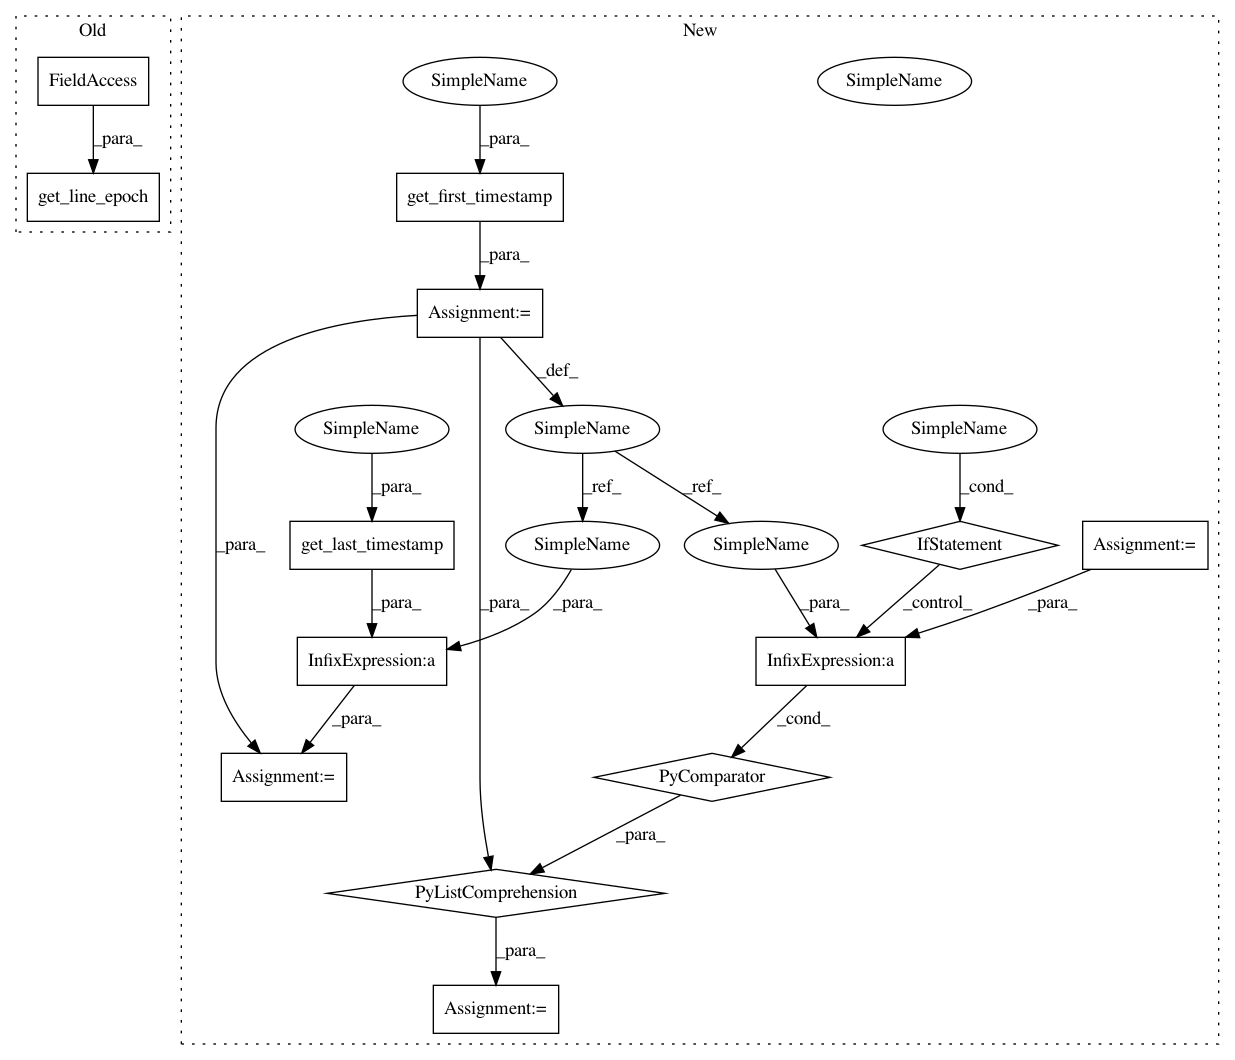 Old
New
FieldAccess
SimpleName
SimpleName
_para_
_para_
get_line_epoch
get_first_timestamp
_para_
Assignment:=
_def_
SimpleName
SimpleName
SimpleName
_para_
_ref_
_ref_
_cond_
_para_
_para_
get_last_timestamp
SimpleName
SimpleName
IfStatement
Assignment:=
_para_
_para_
_para_
_control_
_para_
InfixExpression:a
InfixExpression:a
_para_
_cond_
Assignment:=
PyComparator
_para_
PyListComprehension
_para_
Assignment:=